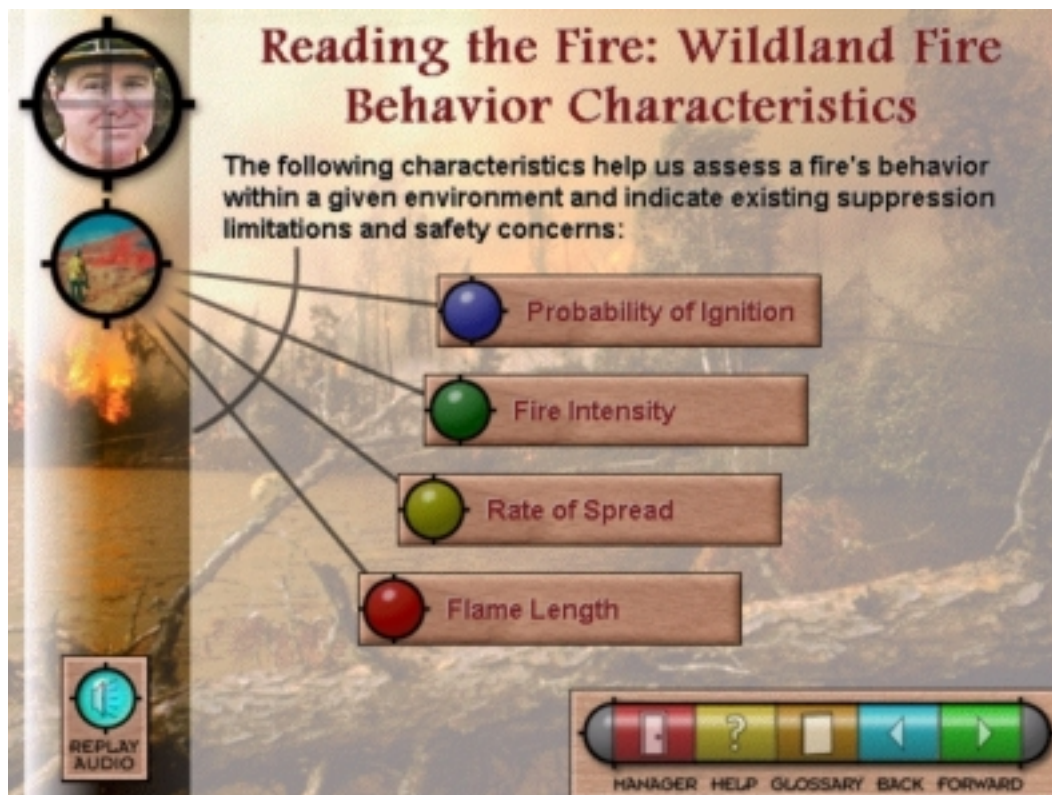 Reading the Fire: Wildland Fire
Behavior Characteristics
The following characteristics help us assess a fire's behavior
within a given environment and indicate existing suppression
limitations and safety concerns:
Probability of Ignition
Fire Intensity
Rate of Spread
Flame Length
REPLAY
AUDIO
?
MANAGER HELP GLOSSARY BACK FORWARD